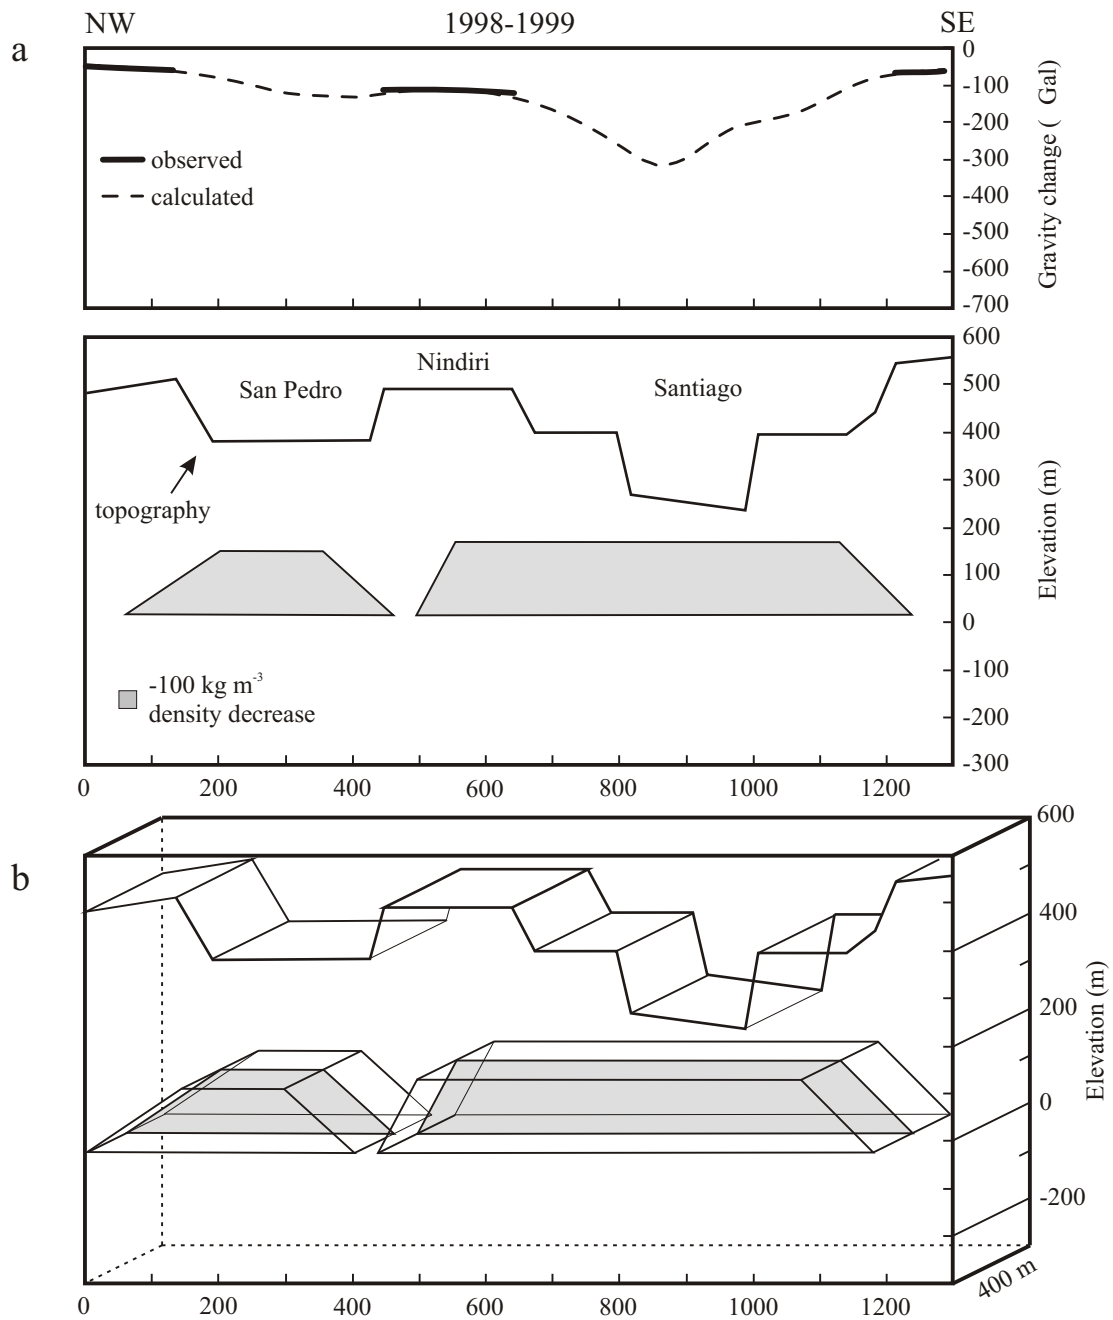 NW 1998-1999 SE
a
0
-100
-200
-300
-400
-500
-600
-700
Gravity change ( Gal)
observed
calculated
600
500
400
300
200
100
0
-100
-200
-300
Elevation (m)
Nindiri
San Pedro
Santiago
topography
-100 kg m⁻³
density decrease
0 200 400 600 800 1000 1200
b
600
400
200
0
-200
Elevation (m)
400 m
0 200 400 600 800 1000 1200